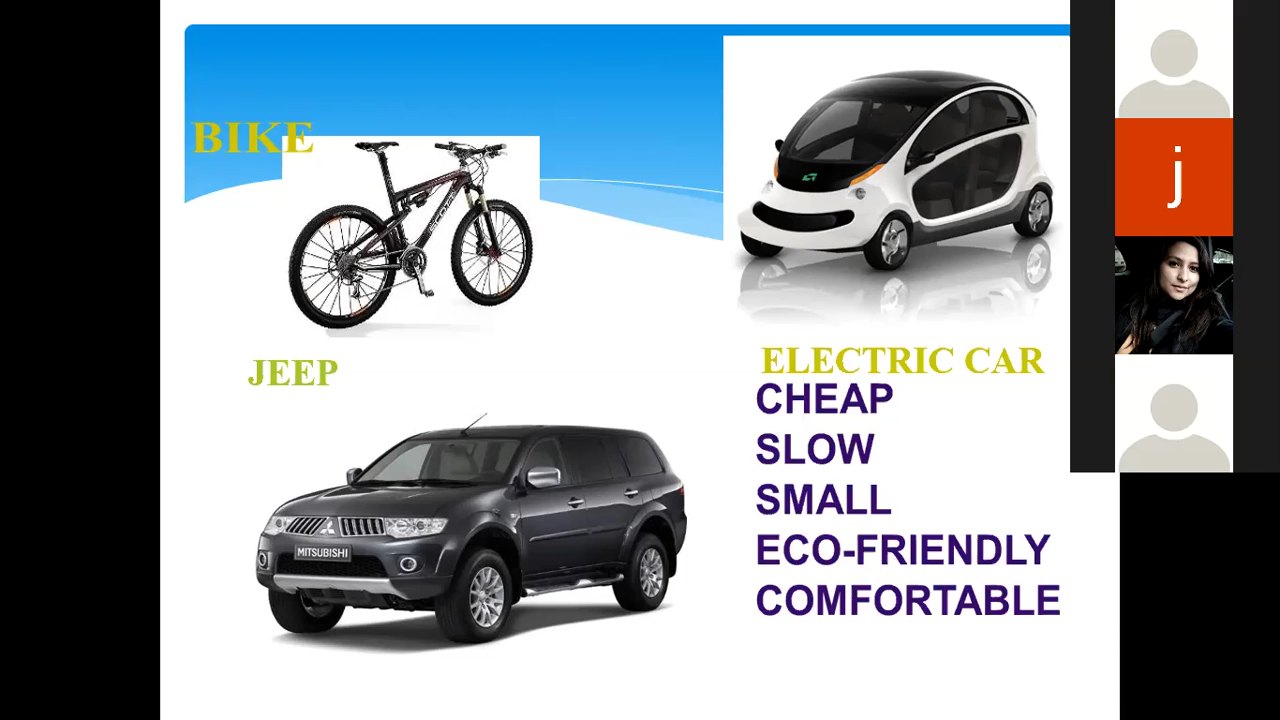 BIKE
j
JEEP
ELECTRIC CAR
CHEAP
SLOW
SMALL
ECO-FRIENDLY
COMFORTABLE
MITSUBISHI